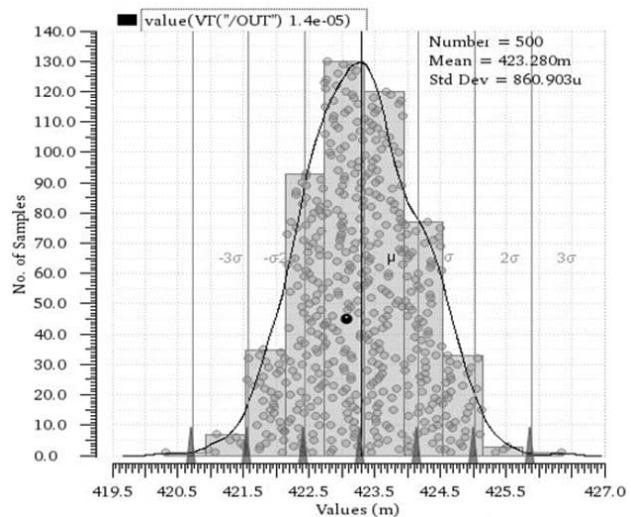 value(VT("/OUT") 1.4e-05)
Number = 500
Mean = 423.280m
Std Dev = 860.903u
No. of Samples
140.0
130.0
120.0
110.0
100.0
90.0
80.0
70.0
60.0
50.0
40.0
30.0
20.0
10.0
0.0
-3σ
μ
σ
2σ
3σ
419.5
420.5
421.5
422.5
423.5
424.5
425.5
427.0
Values (m)